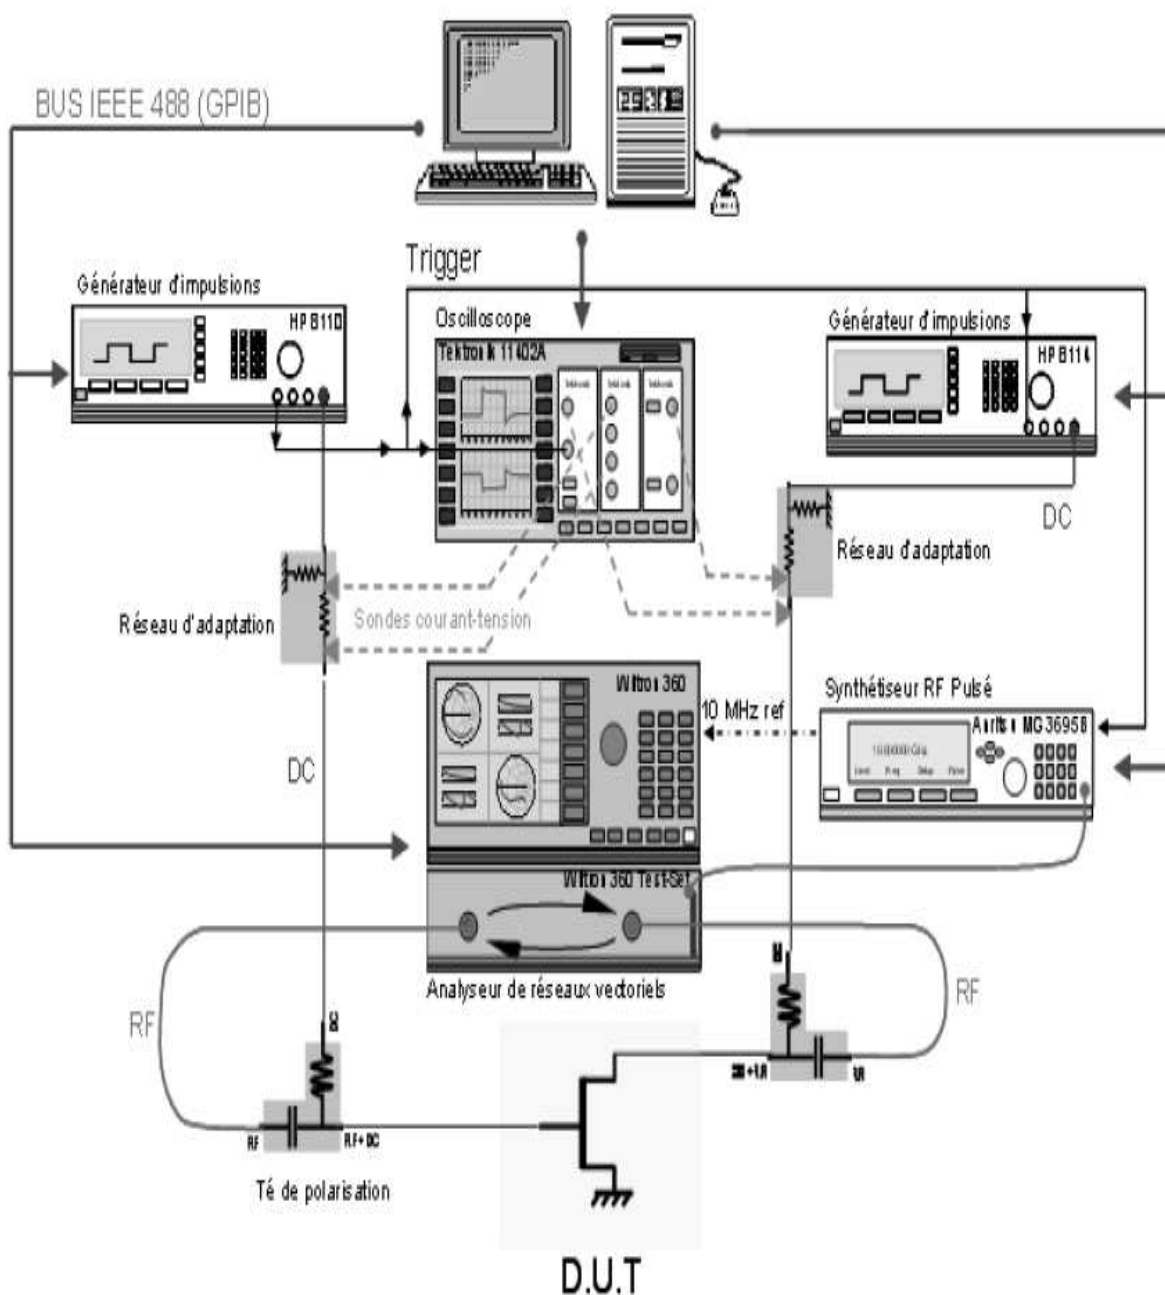 BUS IEEE 488 (GPIB)
Trigger
Générateur d'impulsions
HP 8110
Oscilloscope
Tektronik 11402A
Générateur d'impulsions
HP 8114
DC
Réseau d'adaptation
Réseau d'adaptation
Sondes courant-tension
Wiltron 360
10 MHz ref
Synthétiseur RF Pulsé
Anritsu MG3695B
DC
Wiltron 360 Test-Set
Analyseur de réseaux vectoriels
RF
RF
DC
RF
RF+DC
Té de polarisation
D.U.T